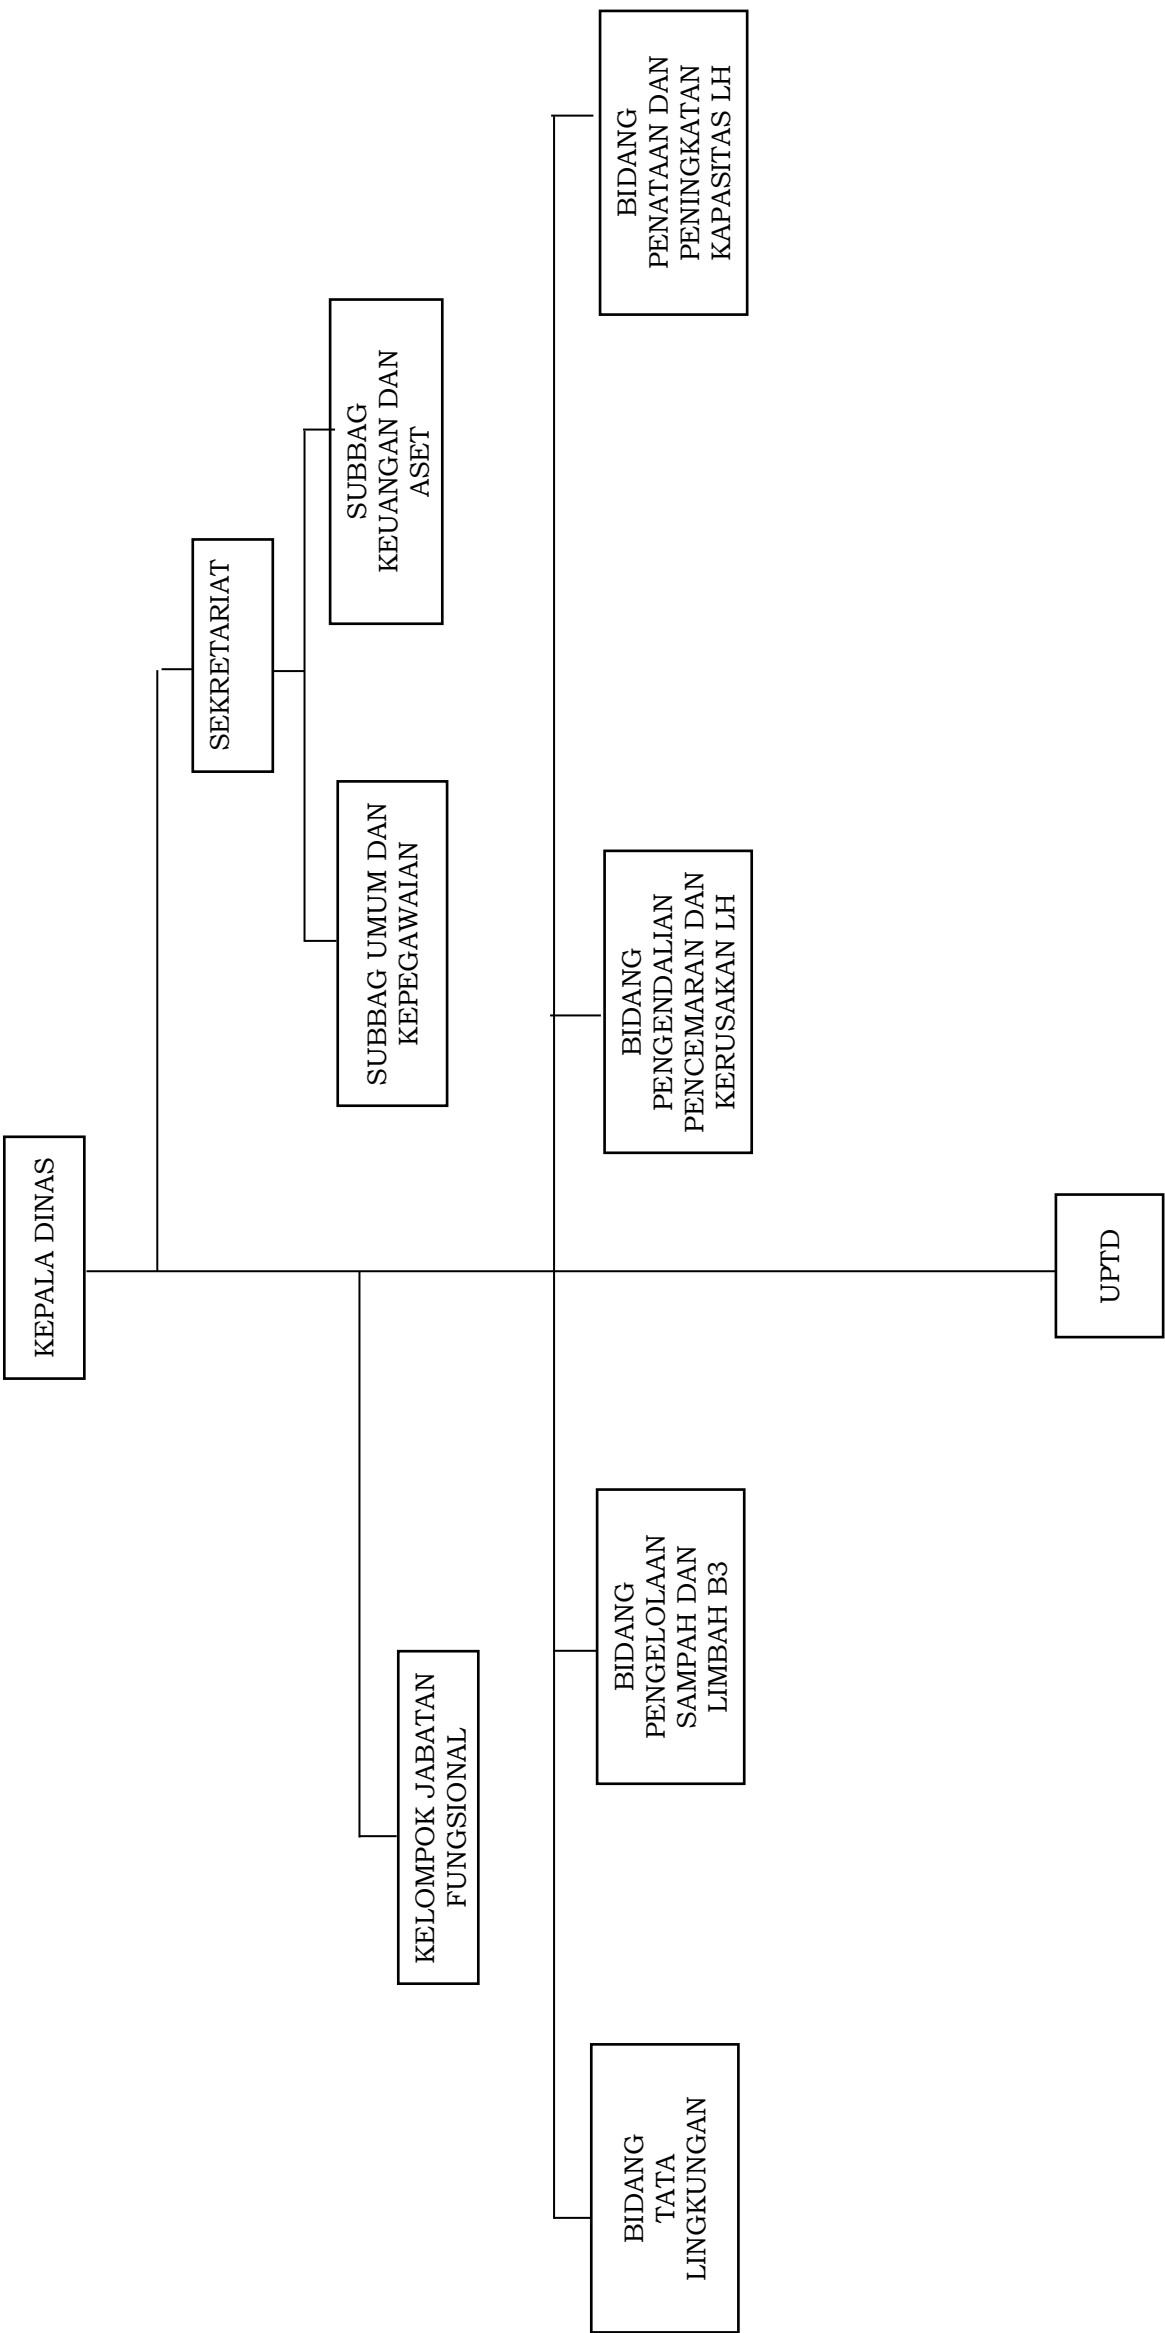 KEPALA DINAS
SEKRETARIAT
SUBBAG UMUM DAN
KEPEGAWAIAN
SUBBAG
KEUANGAN DAN
ASET
KELOMPOK JABATAN
FUNGSIONAL
BIDANG
TATA
LINGKUNGAN
BIDANG
PENGELOLAAN
SAMPAH DAN
LIMBAH B3
BIDANG
PENGENDALIAN
PENCEMARAN DAN
KERUSAKAN LH
BIDANG
PENATAAN DAN
PENINGKATAN
KAPASITAS LH
UPTD